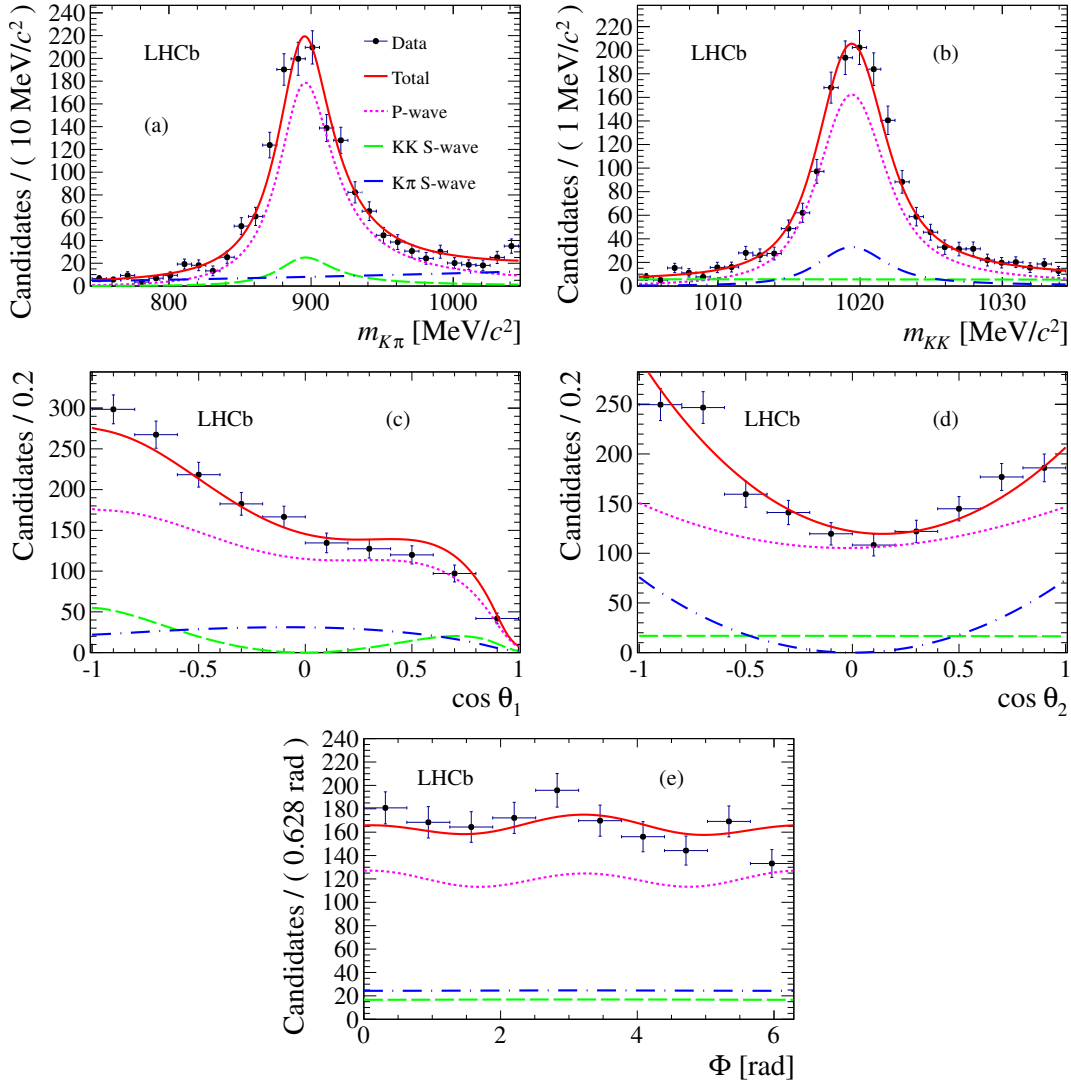 Candidates / ( 10 MeV/c²)
220
200
180
160
140
120
100
80
60
40
20
0
LHCb
(a)
Data
Total
P-wave
KK S-wave
Kπ S-wave
800 900 1000
m_{Kπ} [MeV/c²]
Candidates / ( 1 MeV/c²)
220
200
180
160
140
120
100
80
60
40
20
0
LHCb
(b)
1010 1020 1030
m_{KK} [MeV/c²]
Candidates / 0.2
300
250
200
150
100
50
0
LHCb
(c)
-1 -0.5 0 0.5 1
cos θ₁
Candidates / 0.2
250
200
150
100
50
0
LHCb
(d)
-1 -0.5 0 0.5 1
cos θ₂
Candidates / ( 0.628 rad )
240
220
200
180
160
140
120
100
80
60
40
20
0
LHCb
(e)
0 2 4 6
Φ [rad]